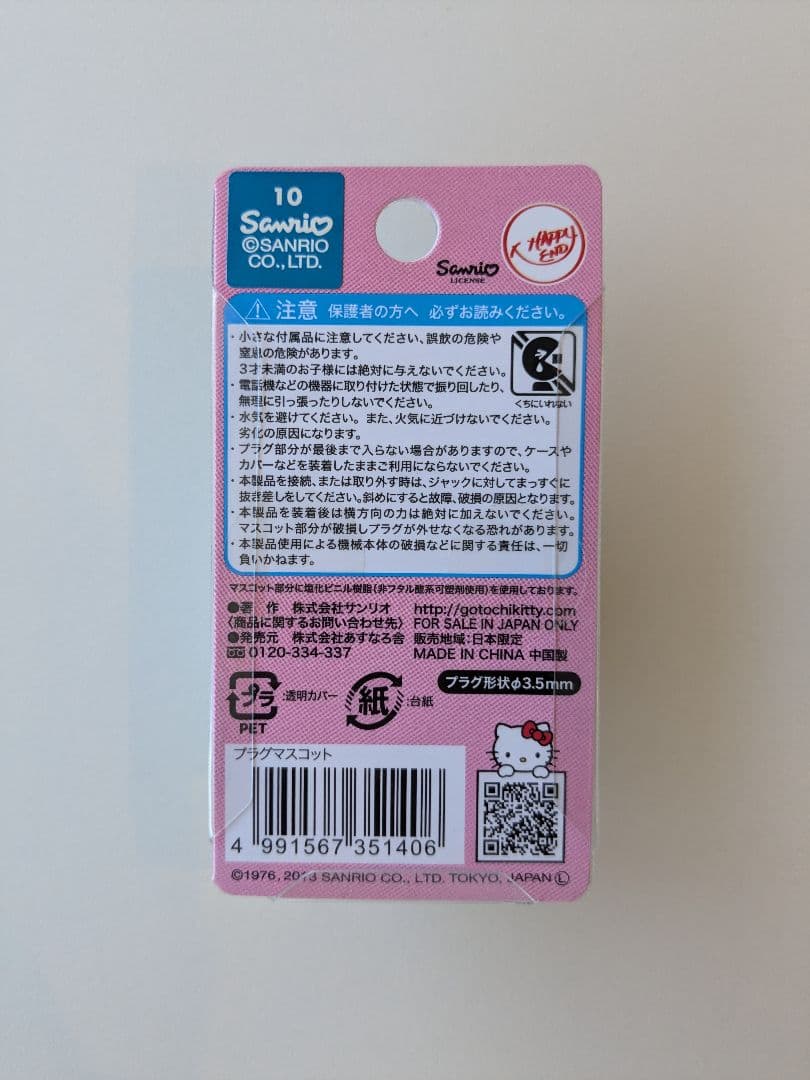 10
Sanrio
©SANRIO
CO.,LTD.
Sanrio
LICENSE
HAPPY
END
注意 保護者の方へ 必ずお読みください。
・小さな付属品に注意してください、誤飲の危険や
窒息の危険があります。
3才未満のお子様には絶対に与えないでください。
・電話機などの機器に取り付けた状態で振り回したり、
無理に引っ張ったりしないでください。
くちにいれない
・水気を避けてください。また、火気に近づけないでください。
劣化の原因になります。
・プラグ部分が最後まで入らない場合がありますので、ケースや
カバーなどを装着したままご利用にならないでください。
・本製品を接続、または取り外す時は、ジャックに対してまっすぐに
抜き差しをしてください。斜めにすると故障、破損の原因となります。
・本製品を装着後は横方向の力は絶対に加えないでください。
マスコット部分が破損しプラグが外せなくなる恐れがあります。
・本製品使用による機械本体の破損などに関する責任は、一切
負いかねます。
マスコット部分に塩化ビニル樹脂(非フタル酸系可塑剤使用)を使用しております。
●著 作 株式会社サンリオ http://gotochikitty.com
〈商品に関するお問い合わせ先〉 FOR SALE IN JAPAN ONLY
●発売元 株式会社あすなろ舎 販売地域:日本限定
0120-334-337 MADE IN CHINA 中国製
プラ :透明カバー 紙 :台紙
PET
プラグ形状φ3.5mm
プラグマスコット
4 991567 351406
©1976, 2013 SANRIO CO., LTD. TOKYO, JAPAN Ⓛ